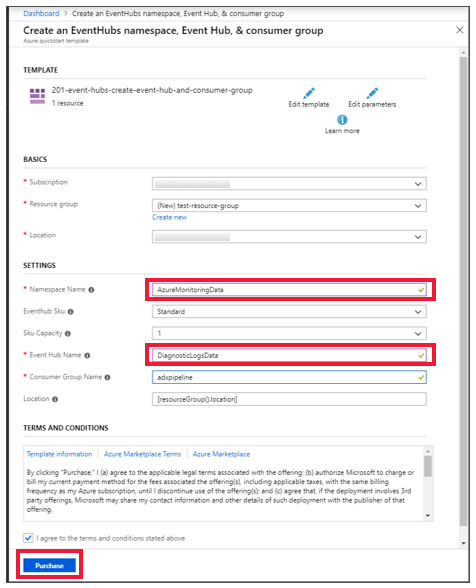 Dashboard > Create an EventHubs namespace, Event Hub, & consumer group
Create an EventHubs namespace, Event Hub, & consumer group
Azure quickstart template
TEMPLATE
201-event-hubs-create-event-hub-and-consumer-group
1 resource
Edit template
Edit parameters
Learn more
BASICS
* Subscription
* Resource group
(New) test-resource-group
Create new
* Location
SETTINGS
* Namespace Name
AzureMonitoringData
Eventhub Sku
Standard
Sku Capacity
1
* Event Hub Name
DiagnosticLogsData
* Consumer Group Name
adxpipeline
Location
[resourceGroup().location]
TERMS AND CONDITIONS
Template information | Azure Marketplace Terms | Azure Marketplace
By clicking "Purchase," I (a) agree to the applicable legal terms associated with the offering; (b) authorize Microsoft to charge or
bill my current payment method for the fees associated the offering(s), including applicable taxes, with the same billing
frequency as my Azure subscription, until I discontinue use of the offering(s); and (c) agree that, if the deployment involves 3rd
party offerings, Microsoft may share my contact information and other details of such deployment with the publisher of that
offering.
I agree to the terms and conditions stated above
Purchase